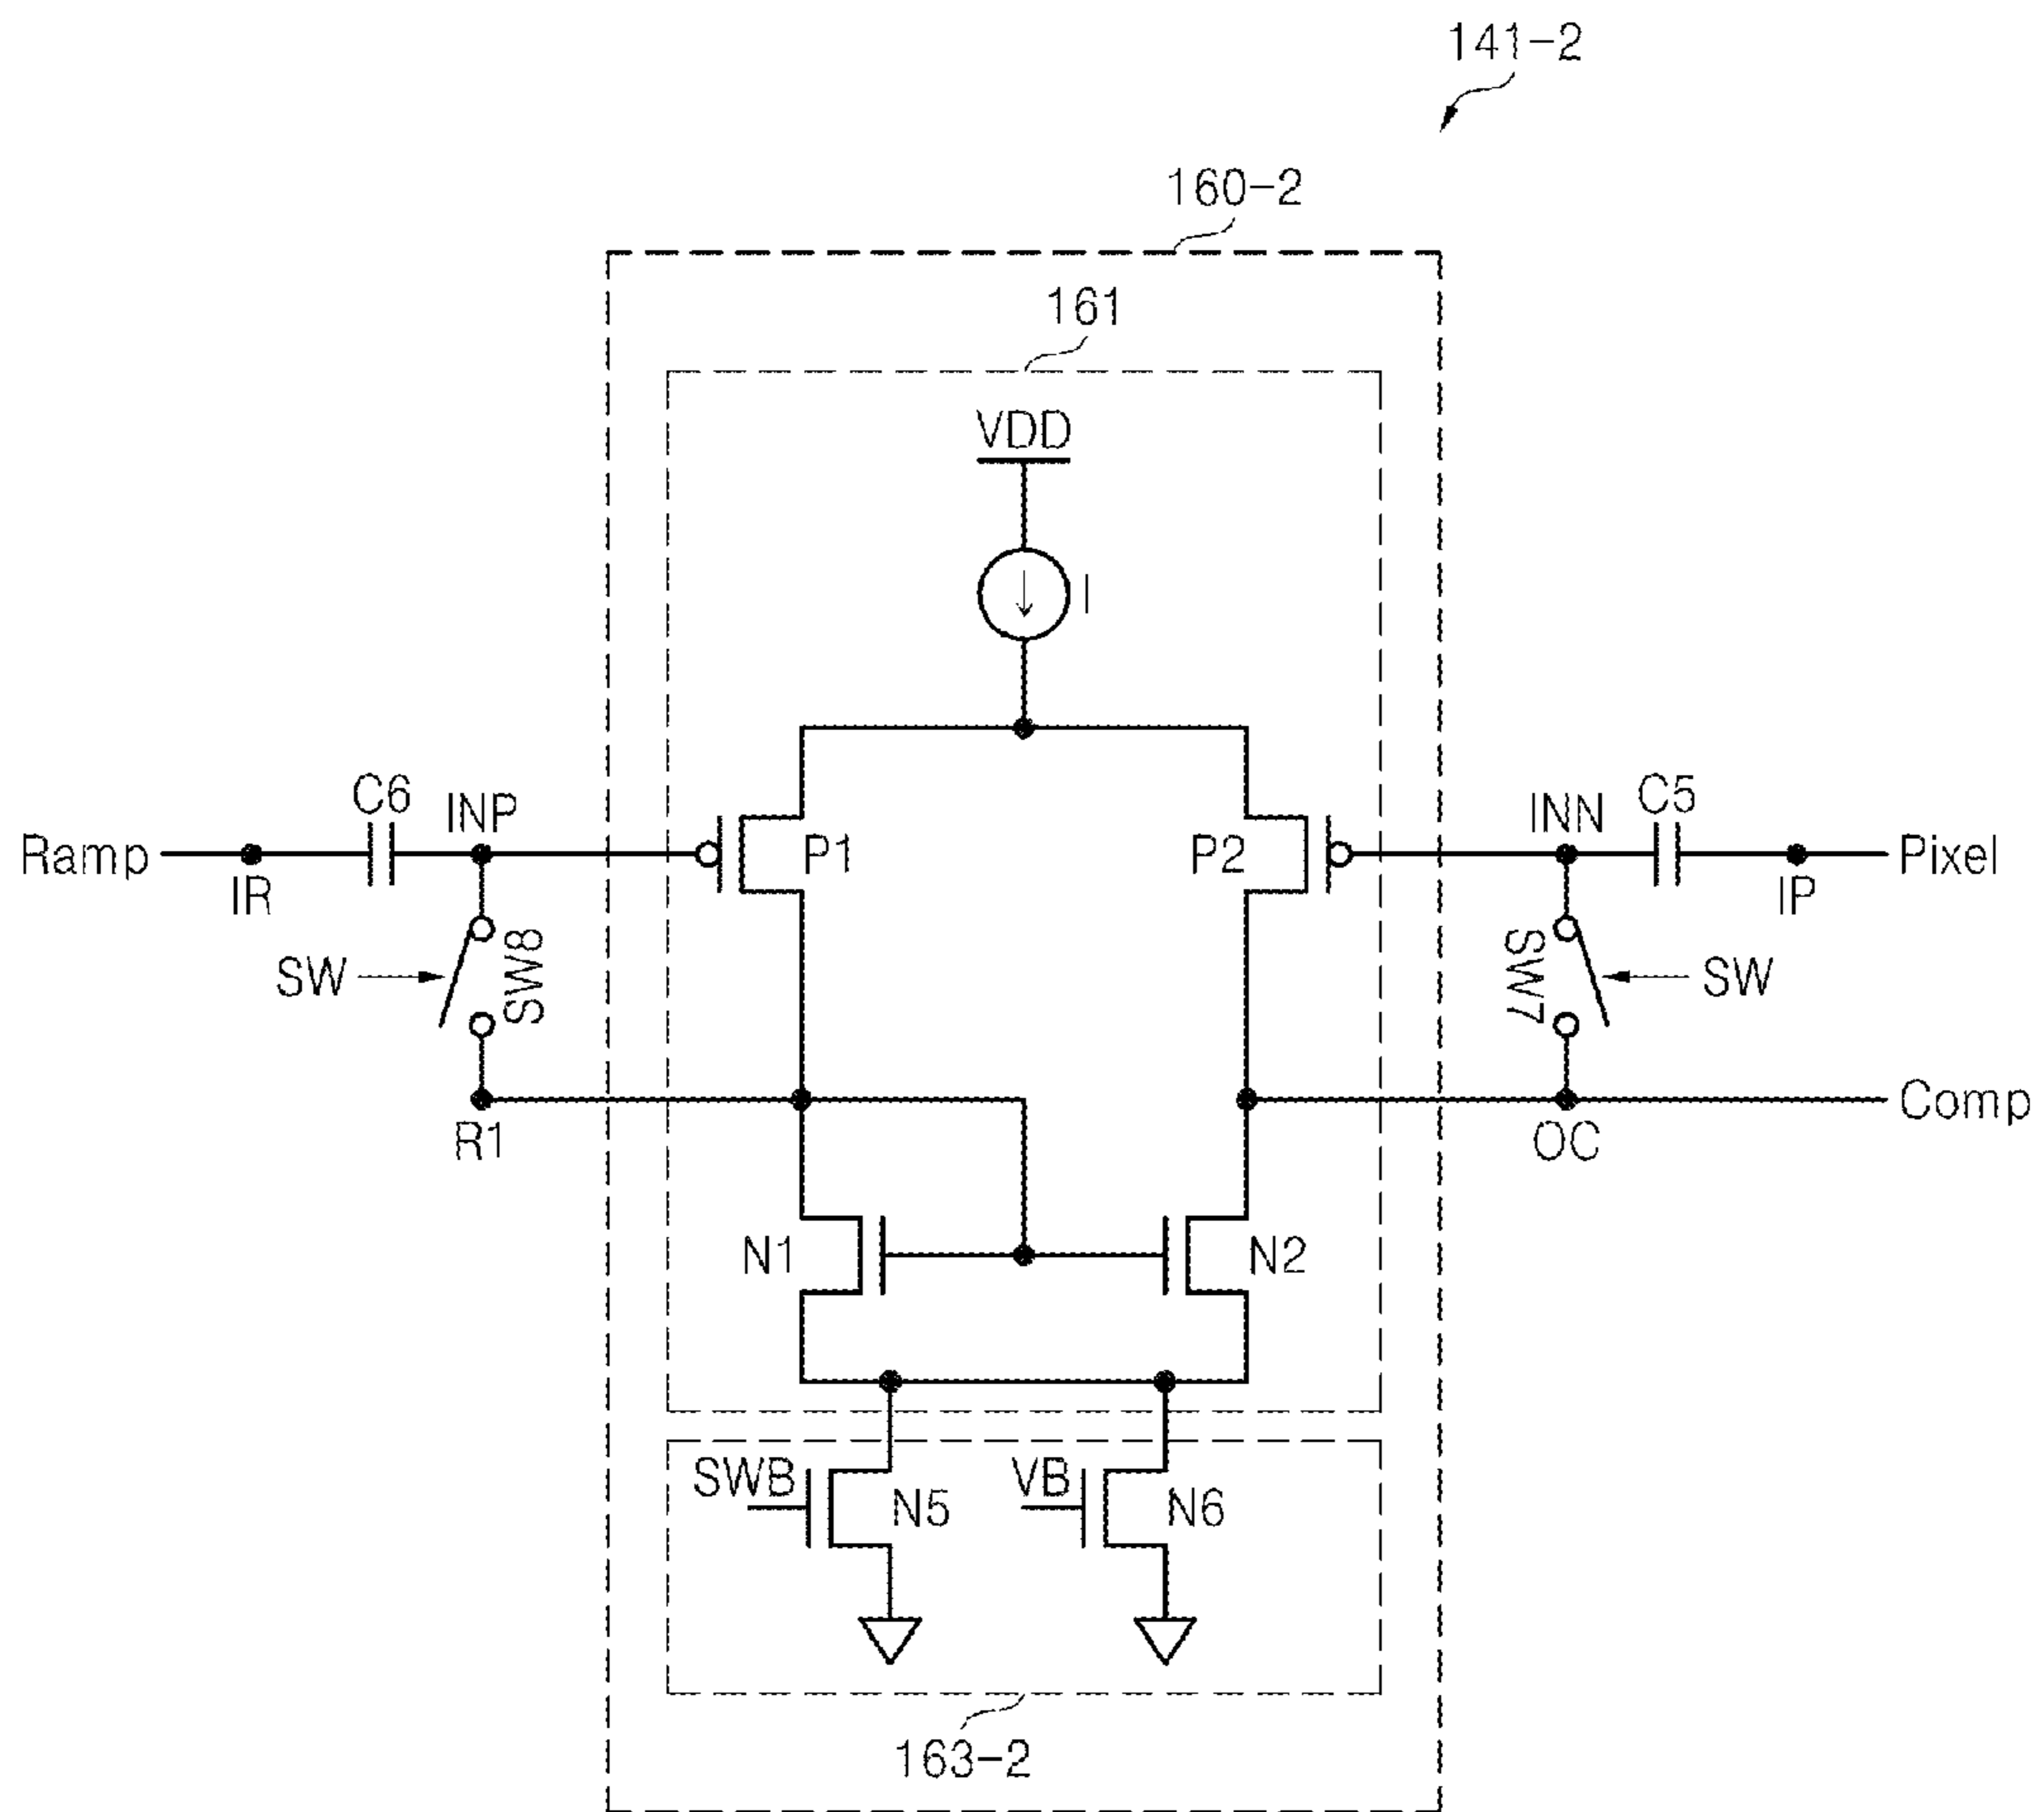 141-2
160-2
161
VDD
I
C6
INP
INN
C5
Ramp
P1
P2
Pixel
IR
IP
SW
SW8
SW7
SW
R1
OC
Comp
N1
N2
SWB
N5
VB
N6
163-2